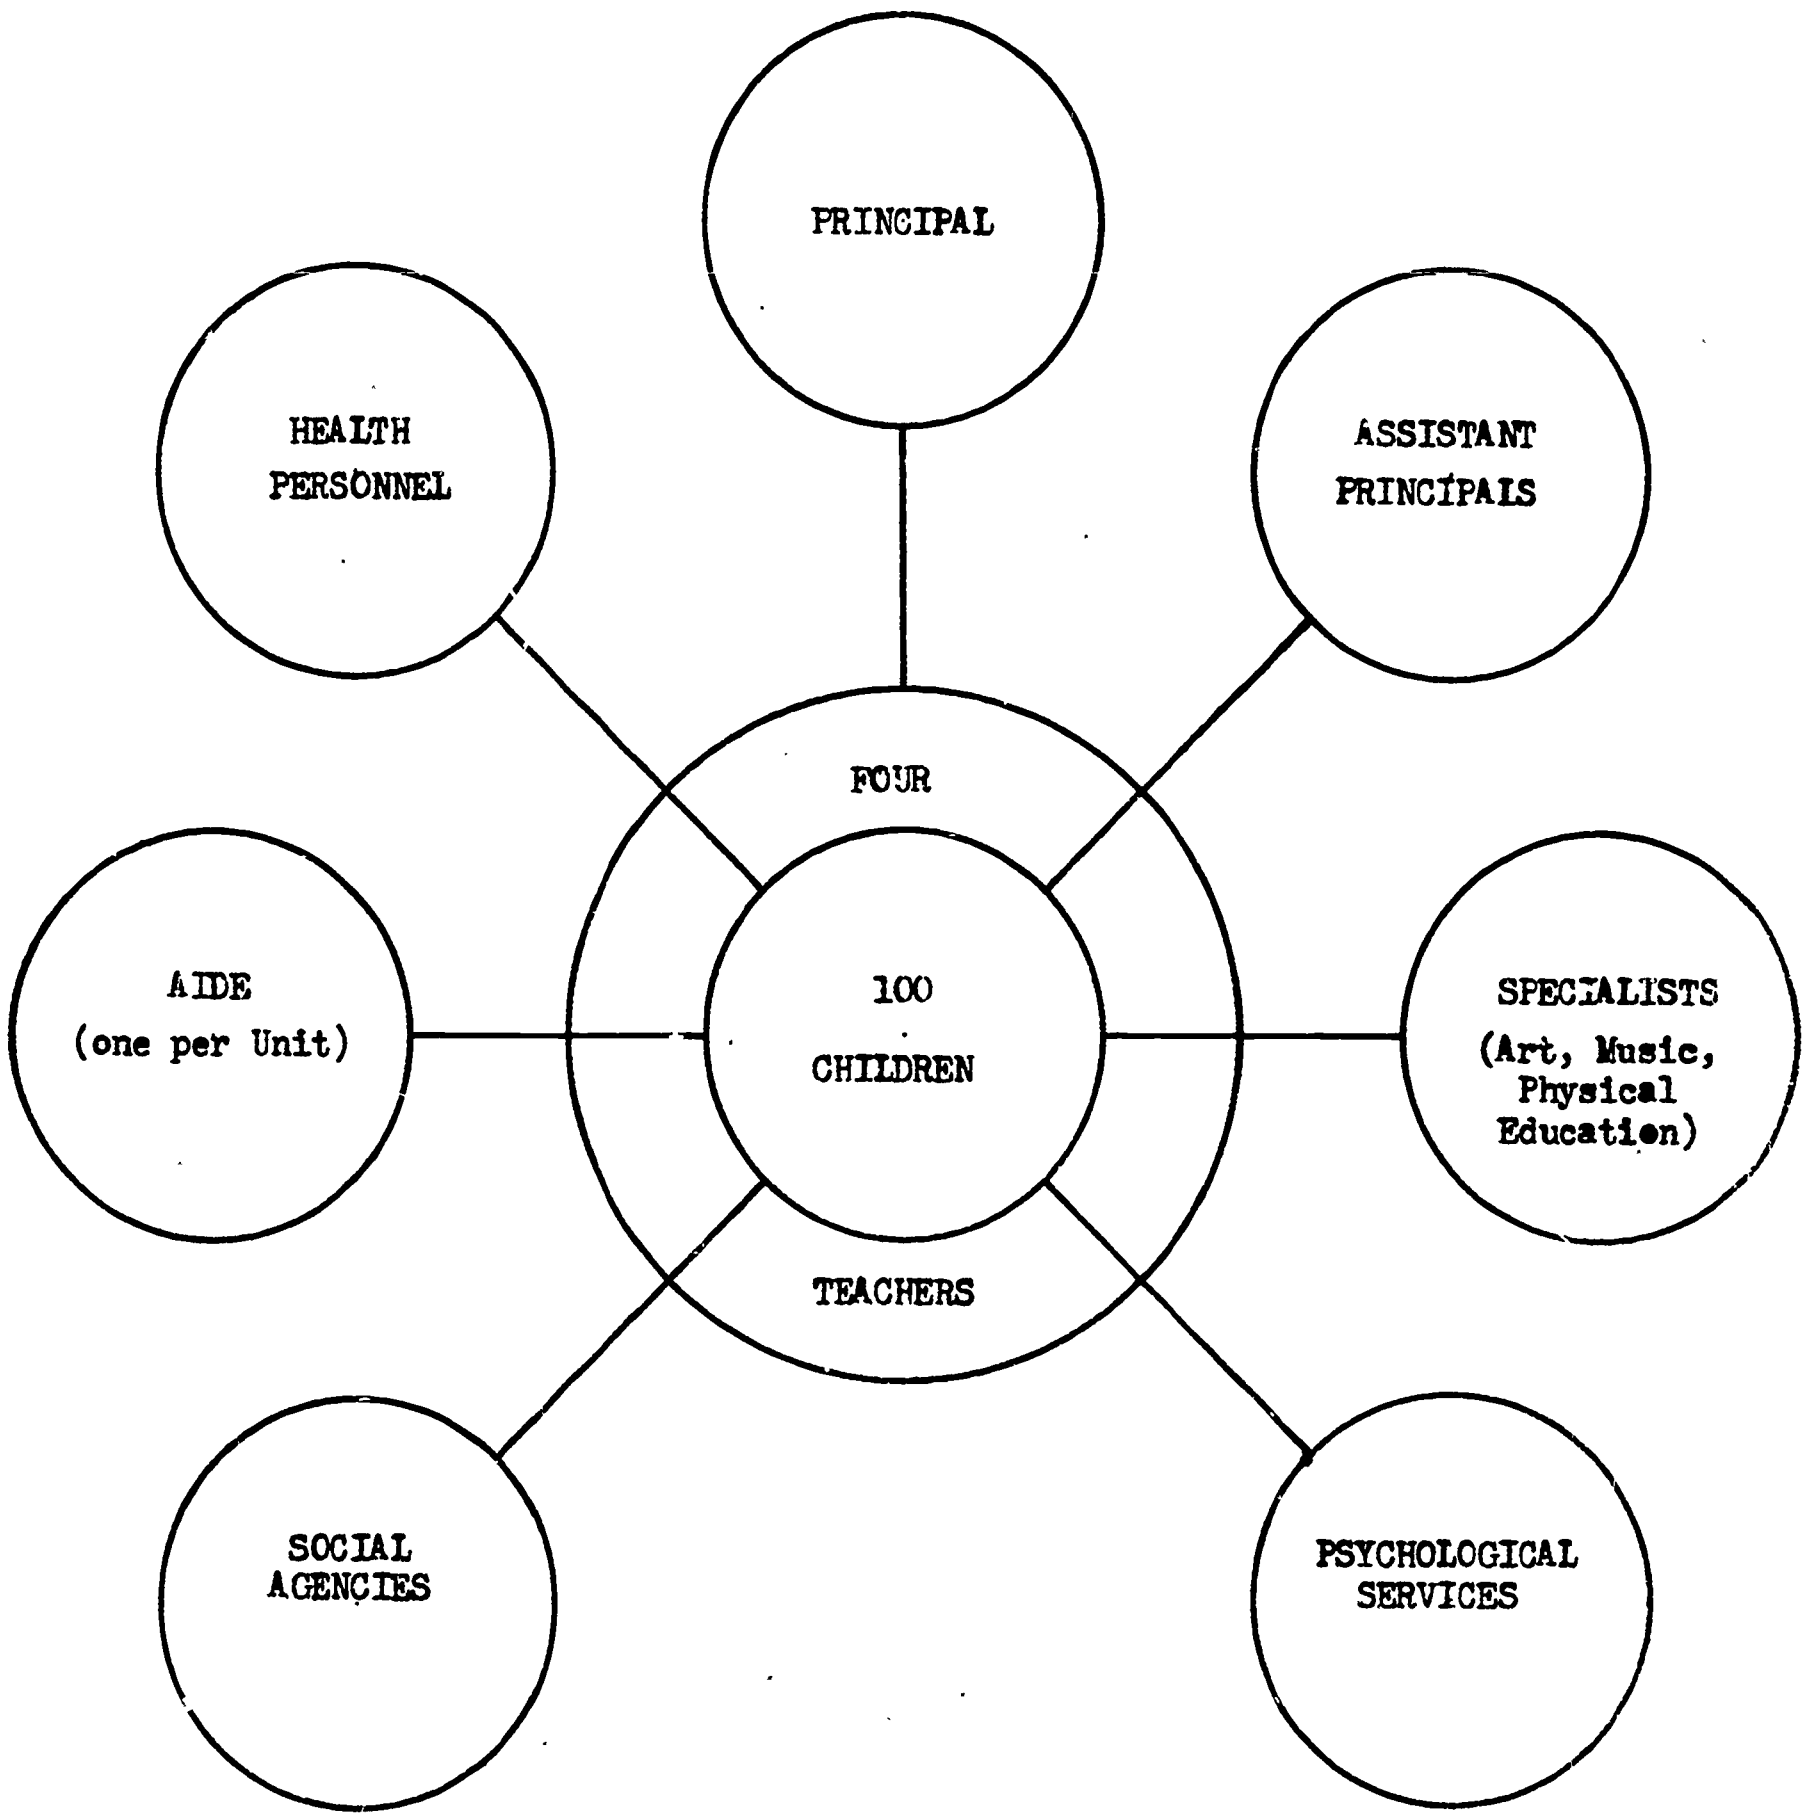 PRINCIPAL
HEALTH
PERSONNEL
ASSISTANT
PRINCIPALS
FOUR
100
CHILDREN
TEACHERS
AIDE
(one per Unit)
SPECIALISTS
(Art, Music,
Physical
Education)
SOCIAL
AGENCIES
PSYCHOLOGICAL
SERVICES